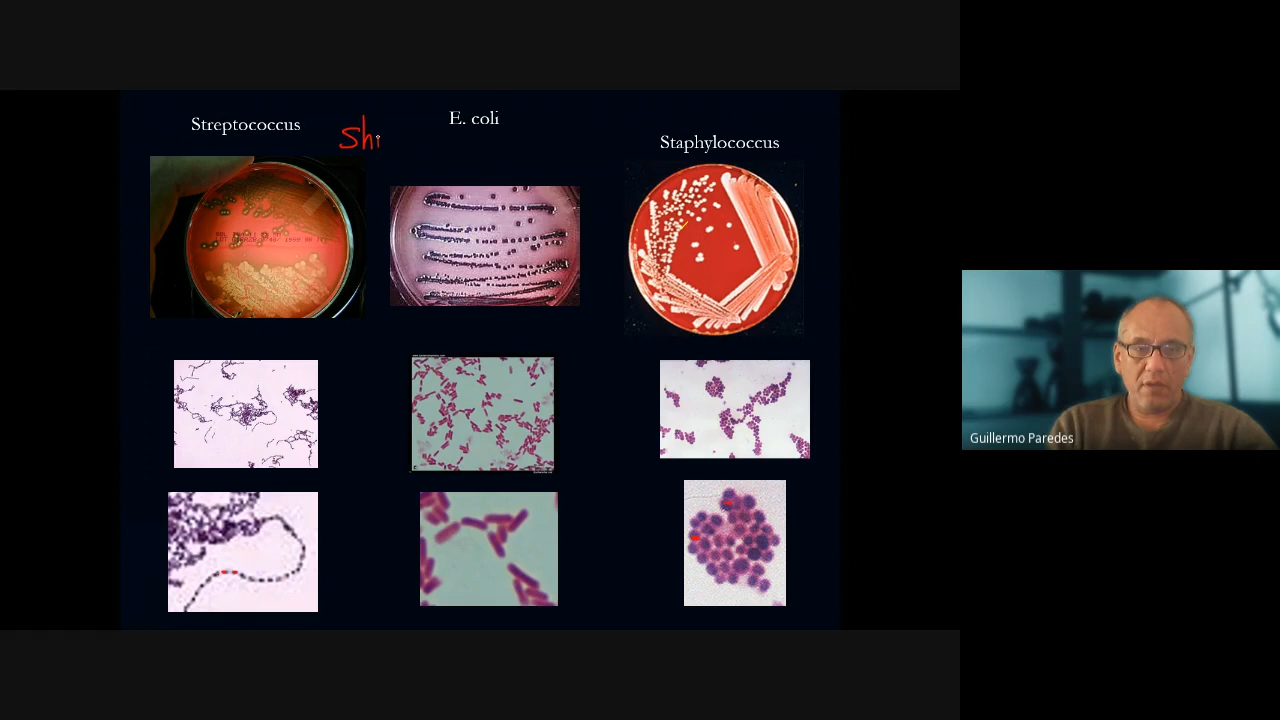 Streptococcus
Shi
E. coli
Staphylococcus
Guillermo Paredes